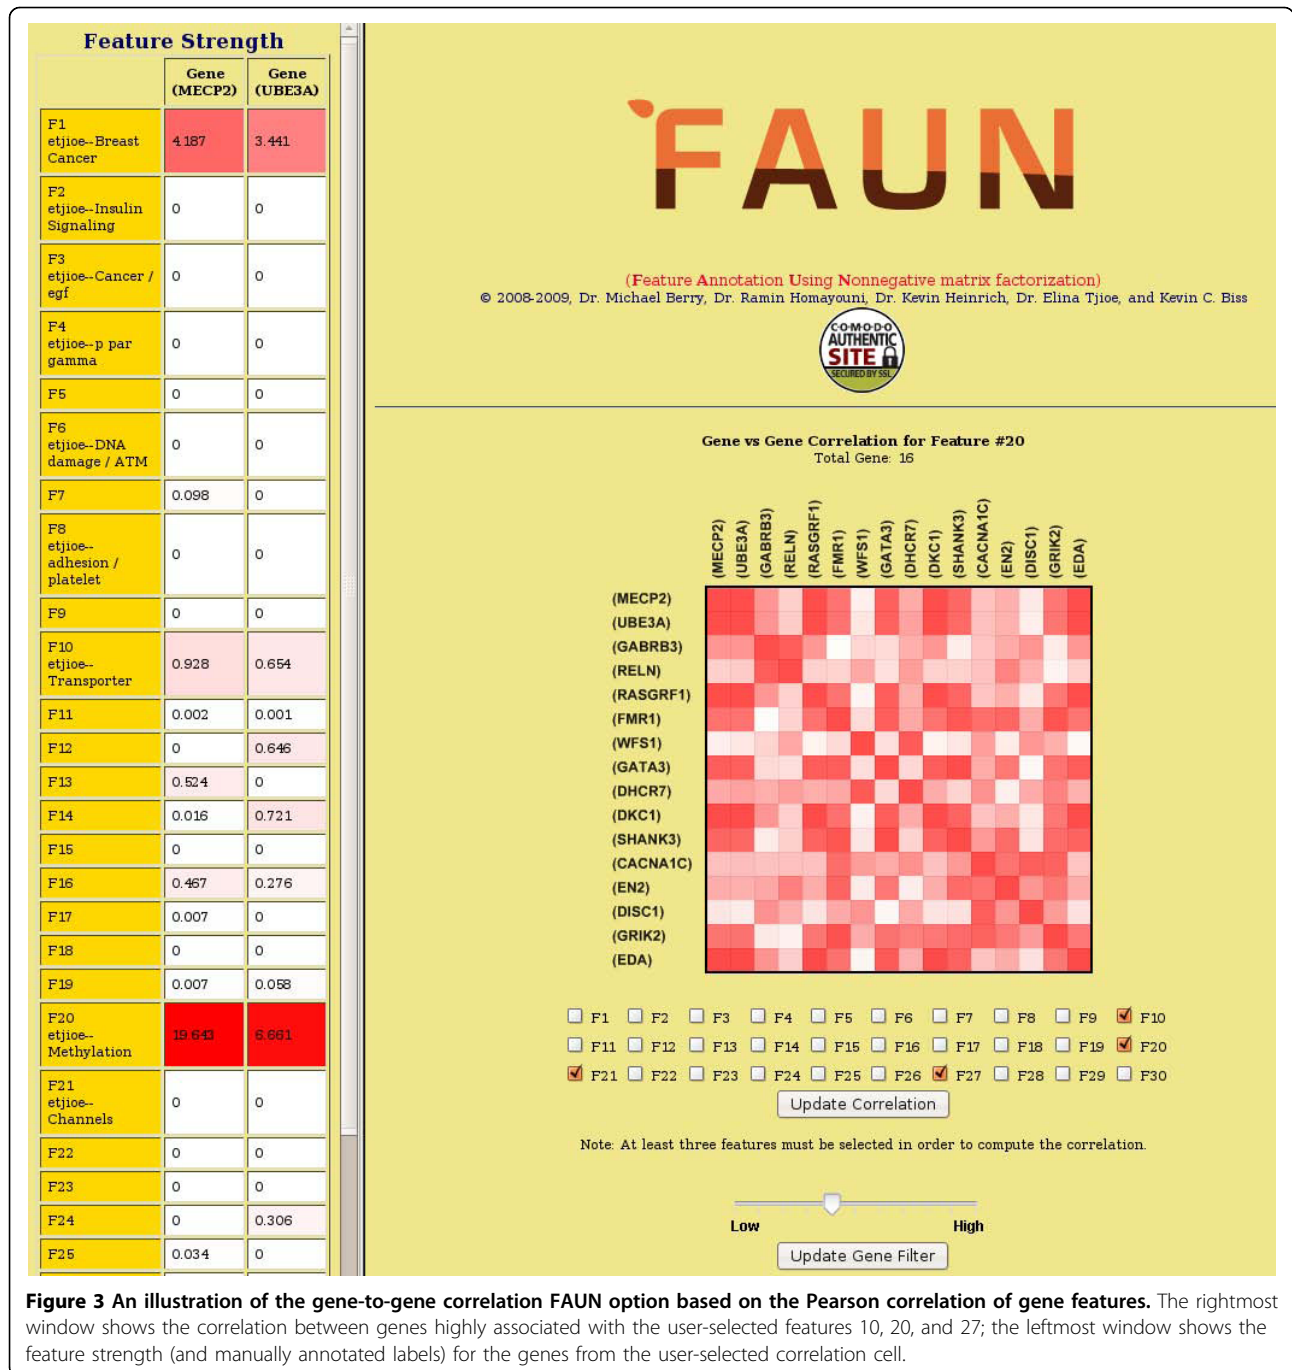 Feature Strength
Gene (MECP2) Gene (UBE3A)
F1 etjioe--Breast Cancer 4.187 3.441
F2 etjioe--Insulin Signaling 0 0
F3 etjioe--Cancer / egf 0 0
F4 etjioe--p par gamma 0 0
F5 0 0
F6 etjioe--DNA damage / ATM 0 0
F7 0.098 0
F8 etjioe-- adhesion / platelet 0 0
F9 0 0
F10 etjioe-- Transporter 0.928 0.654
F11 0.002 0.001
F12 0 0.646
F13 0.524 0
F14 0.016 0.721
F15 0 0
F16 0.467 0.276
F17 0.007 0
F18 0 0
F19 0.007 0.058
F20 etjioe-- Methylation 19.643 6.661
F21 etjioe-- Channels 0 0
F22 0 0
F23 0 0
F24 0 0.306
F25 0.034 0
FAUN
(Feature Annotation Using Nonnegative matrix factorization)
© 2008-2009, Dr. Michael Berry, Dr. Ramin Homayouni, Dr. Kevin Heinrich, Dr. Elina Tjioe, and Kevin C. Biss
C·O·M·O·D·O
AUTHENTIC
SITE
SECURED BY SSL
Gene vs Gene Correlation for Feature #20
Total Gene: 16
(MECP2) (UBE3A) (GABRB3) (RELN) (RASGRF1) (FMR1) (WFS1) (GATA3) (DHCR7) (DKC1) (SHANK3) (CACNA1C) (EN2) (DISC1) (GRIK2) (EDA)
(MECP2)
(UBE3A)
(GABRB3)
(RELN)
(RASGRF1)
(FMR1)
(WFS1)
(GATA3)
(DHCR7)
(DKC1)
(SHANK3)
(CACNA1C)
(EN2)
(DISC1)
(GRIK2)
(EDA)
F1 F2 F3 F4 F5 F6 F7 F8 F9 F10
F11 F12 F13 F14 F15 F16 F17 F18 F19 F20
F21 F22 F23 F24 F25 F26 F27 F28 F29 F30
Update Correlation
Note: At least three features must be selected in order to compute the correlation.
Low High
Update Gene Filter
Figure 3 An illustration of the gene-to-gene correlation FAUN option based on the Pearson correlation of gene features. The rightmost
window shows the correlation between genes highly associated with the user-selected features 10, 20, and 27; the leftmost window shows the
feature strength (and manually annotated labels) for the genes from the user-selected correlation cell.